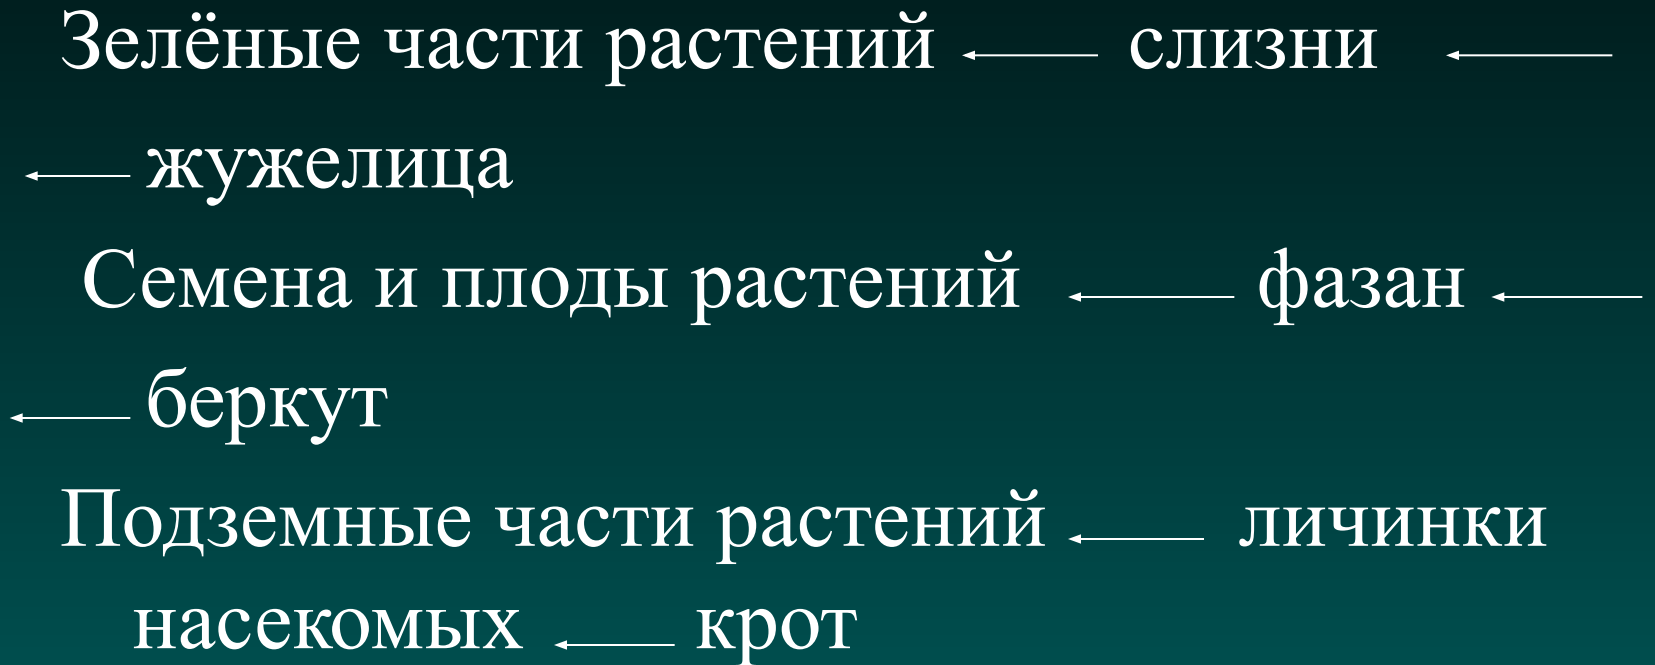 Зелёные части растений ← слизни ←
← жужелица
Семена и плоды растений ← фазан ←
← беркут
Подземные части растений ← личинки
насекомых ← крот